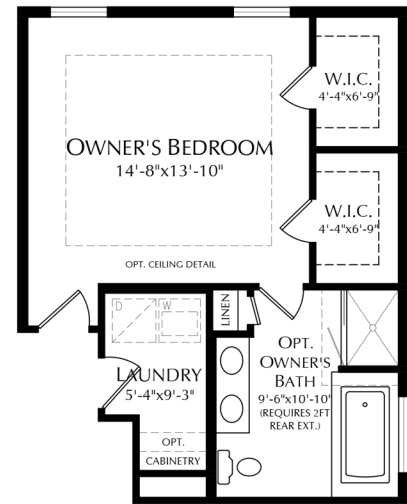 W.I.C.
4'-4"x6'-9"
OWNER'S BEDROOM
14'-8"x13'-10"
W.I.C.
4'-4"x6'-9"
OPT. CEILING DETAIL
D W
LINEN
OPT.
OWNER'S
BATH
9'-6"x10'-10"
(REQUIRES 2FT
REAR EXT.)
LAUNDRY
5'-4"x9'-3"
OPT.
CABINETRY